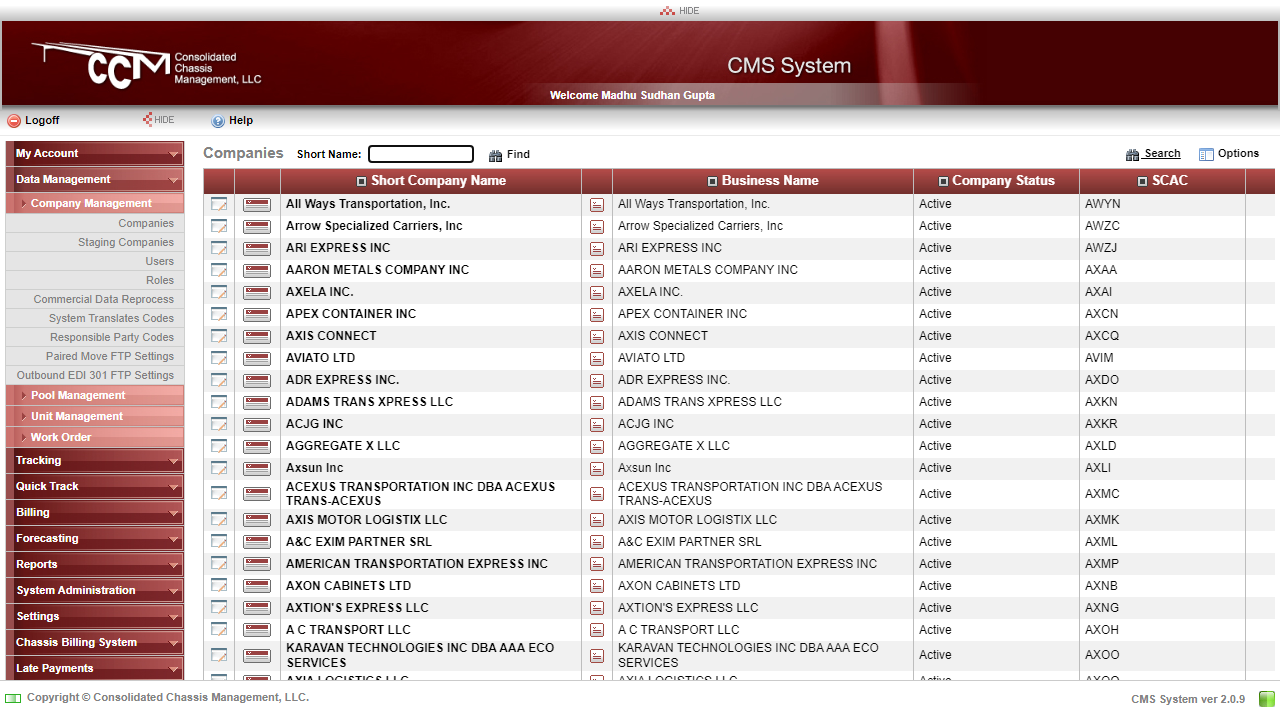 HIDE
CCM Consolidated
Chassis
Management, LLC
CMS System
Welcome Madhu Sudhan Gupta
Logoff HIDE Help
My Account
Data Management
Company Management
Companies
Staging Companies
Users
Roles
Commercial Data Reprocess
System Translates Codes
Responsible Party Codes
Paired Move FTP Settings
Outbound EDI 301 FTP Settings
Pool Management
Unit Management
Work Order
Tracking
Quick Track
Billing
Forecasting
Reports
System Administration
Settings
Chassis Billing System
Late Payments
Companies Short Name: Find Search Options
Short Company Name Business Name Company Status SCAC
All Ways Transportation, Inc. All Ways Transportation, Inc. Active AWYN
Arrow Specialized Carriers, Inc Arrow Specialized Carriers, Inc Active AWZC
ARI EXPRESS INC ARI EXPRESS INC Active AWZJ
AARON METALS COMPANY INC AARON METALS COMPANY INC Active AXAA
AXELA INC. AXELA INC. Active AXAI
APEX CONTAINER INC APEX CONTAINER INC Active AXCN
AXIS CONNECT AXIS CONNECT Active AXCQ
AVIATO LTD AVIATO LTD Active AVIM
ADR EXPRESS INC. ADR EXPRESS INC. Active AXDO
ADAMS TRANS XPRESS LLC ADAMS TRANS XPRESS LLC Active AXKN
ACJG INC ACJG INC Active AXKR
AGGREGATE X LLC AGGREGATE X LLC Active AXLD
Axsun Inc Axsun Inc Active AXLI
ACEXUS TRANSPORTATION INC DBA ACEXUS
TRANS-ACEXUS
ACEXUS TRANSPORTATION INC DBA ACEXUS
TRANS-ACEXUS
Active AXMC
AXIS MOTOR LOGISTIX LLC AXIS MOTOR LOGISTIX LLC Active AXMK
A&C EXIM PARTNER SRL A&C EXIM PARTNER SRL Active AXML
AMERICAN TRANSPORTATION EXPRESS INC AMERICAN TRANSPORTATION EXPRESS INC Active AXMP
AXON CABINETS LTD AXON CABINETS LTD Active AXNB
AXTION'S EXPRESS LLC AXTION'S EXPRESS LLC Active AXNG
A C TRANSPORT LLC A C TRANSPORT LLC Active AXOH
KARAVAN TECHNOLOGIES INC DBA AAA ECO
SERVICES
KARAVAN TECHNOLOGIES INC DBA AAA ECO
SERVICES
Active AXOO
AXIA LOGISTICS LLC AXIA LOGISTICS LLC Active
Copyright © Consolidated Chassis Management, LLC. CMS System ver 2.0.9